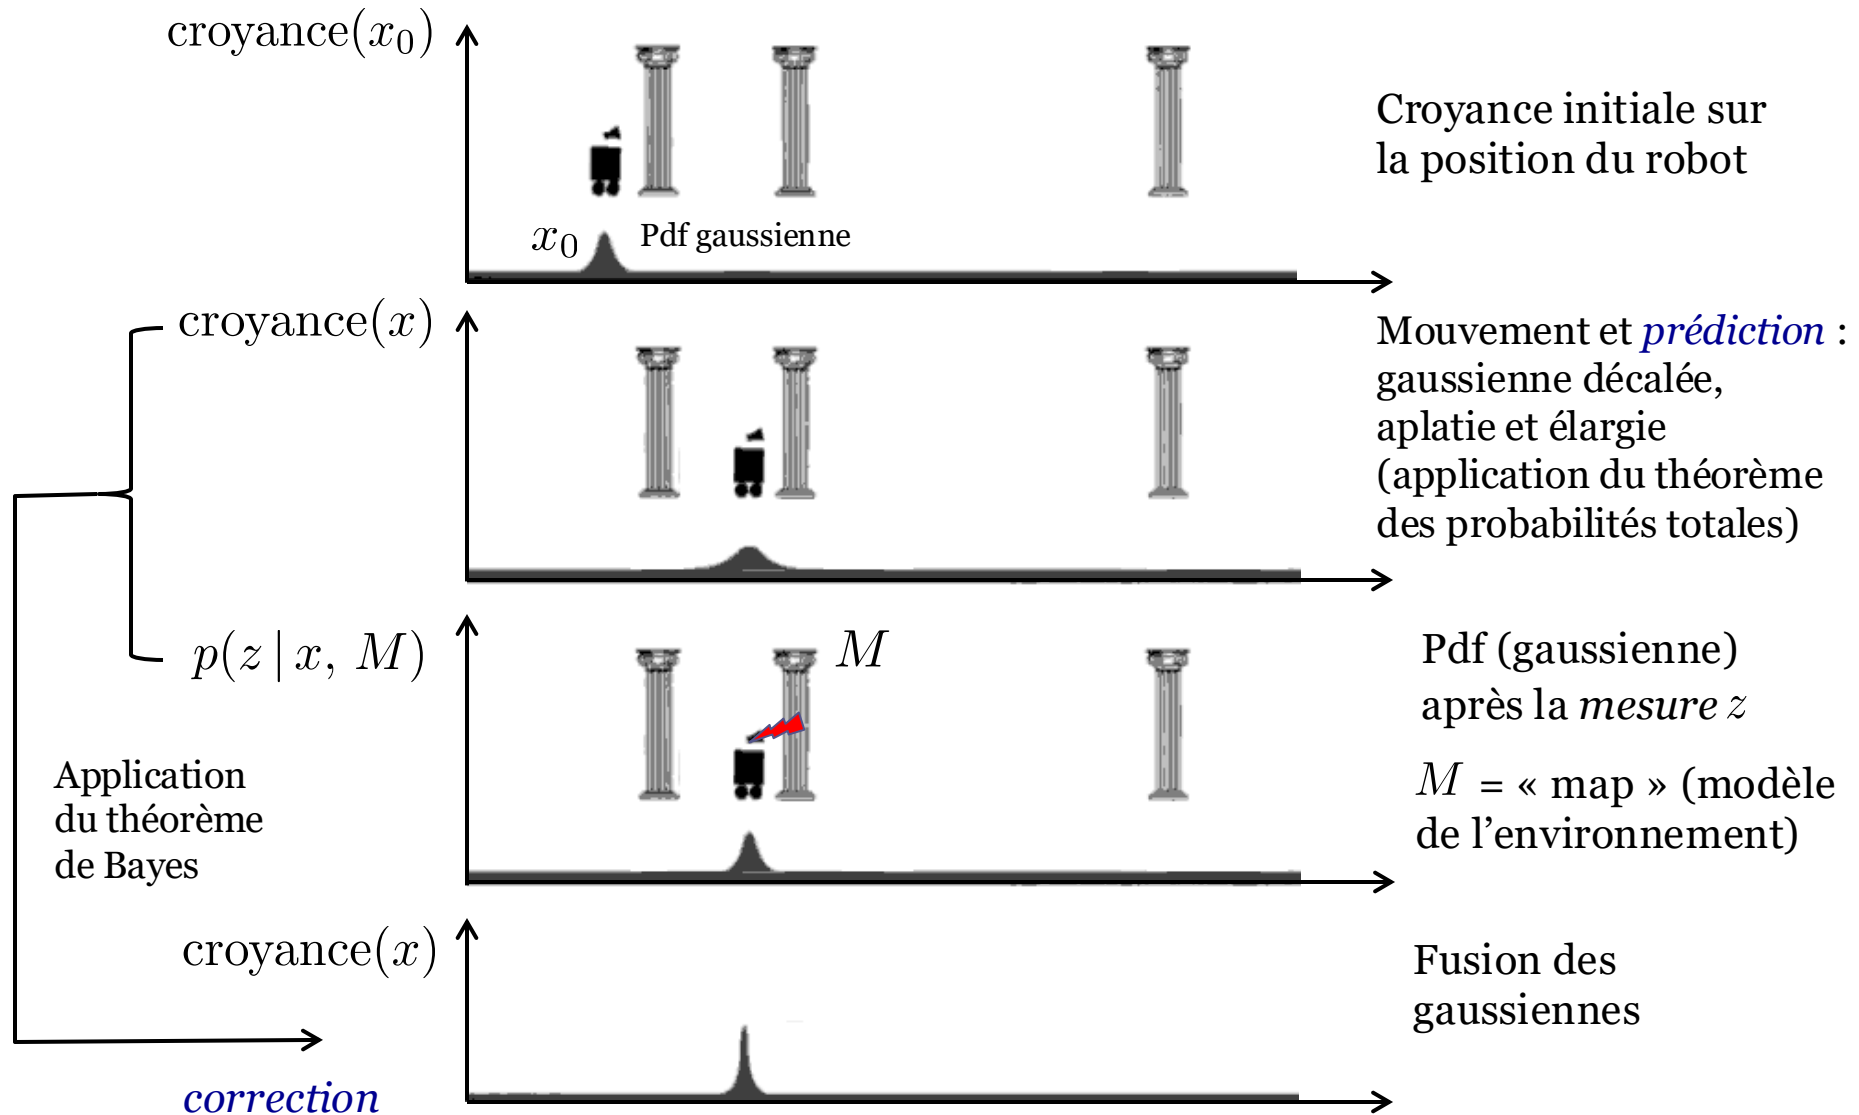 croyance(x₀)
Croyance initiale sur
la position du robot
x₀ Pdf gaussienne
croyance(x)
Mouvement et prédiction :
gaussienne décalée,
aplatie et élargie
(application du théorème
des probabilités totales)
p(z | x, M)
M
Pdf (gaussienne)
après la mesure z
M = « map » (modèle
de l’environnement)
Application
du théorème
de Bayes
croyance(x)
Fusion des
gaussiennes
correction